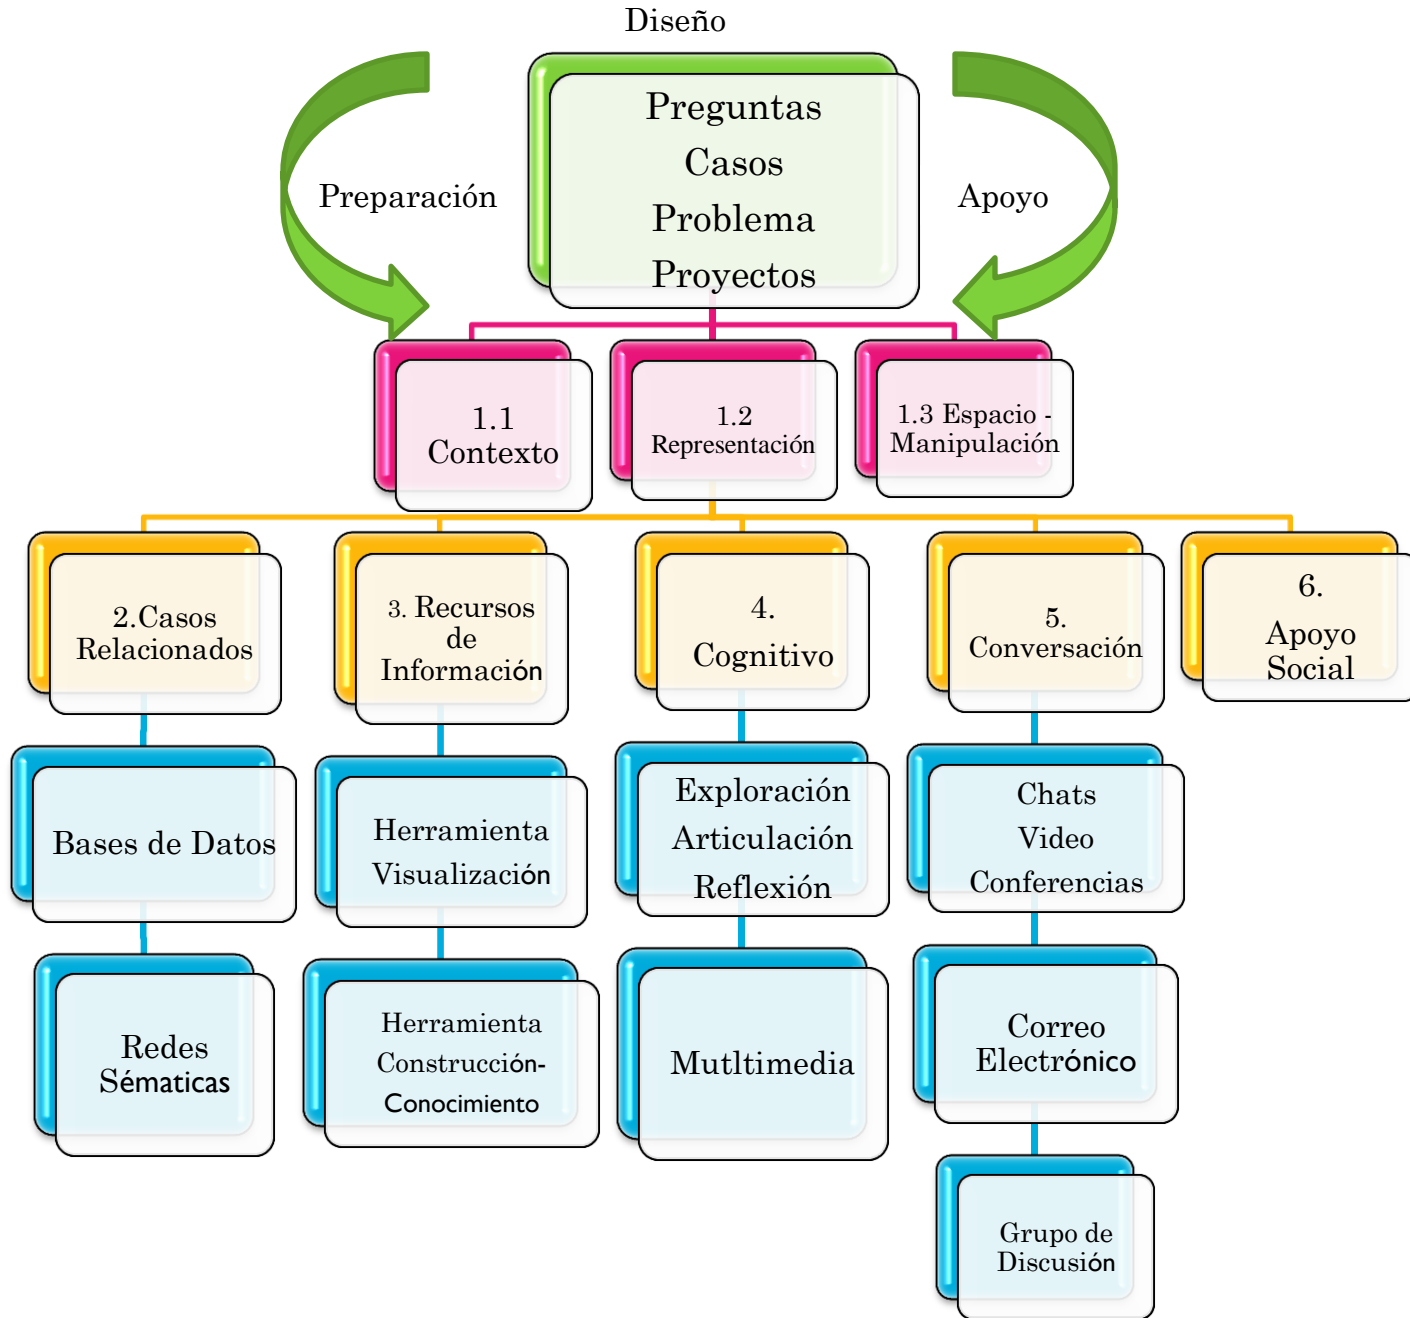 Diseño
Preguntas
Casos
Problema
Proyectos
Preparación
Apoyo
1.1
Contexto
1.2
Representación
1.3 Espacio -
Manipulación
2.Casos
Relacionados
3. Recursos
de
Información
4.
Cognitivo
5.
Conversación
6.
Apoyo
Social
Bases de Datos
Herramienta
Visualización
Exploración
Articulación
Reflexión
Chats
Video
Conferencias
Redes
Sématicas
Herramienta
Construcción-
Conocimiento
Mutltimedia
Correo
Electrónico
Grupo de
Discusión